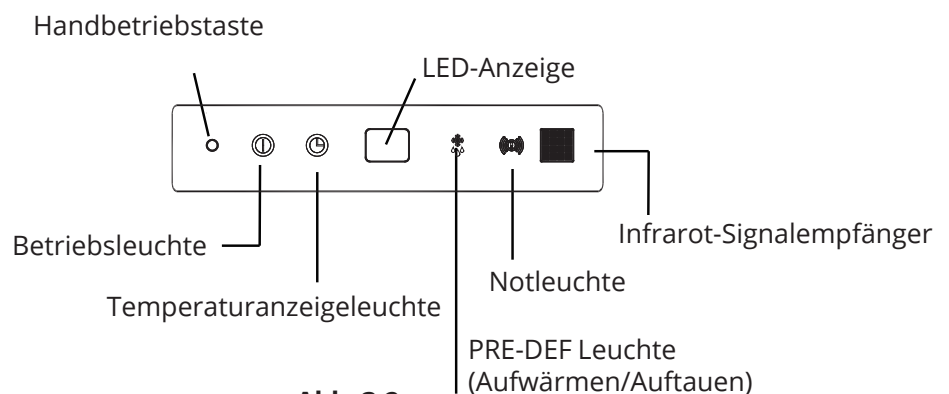 Handbetriebstaste
LED-Anzeige
Betriebsleuchte
Infrarot-Signalempfänger
Notleuchte
Temperaturanzeigeleuchte
PRE-DEF Leuchte
(Aufwärmen/Auftauen)